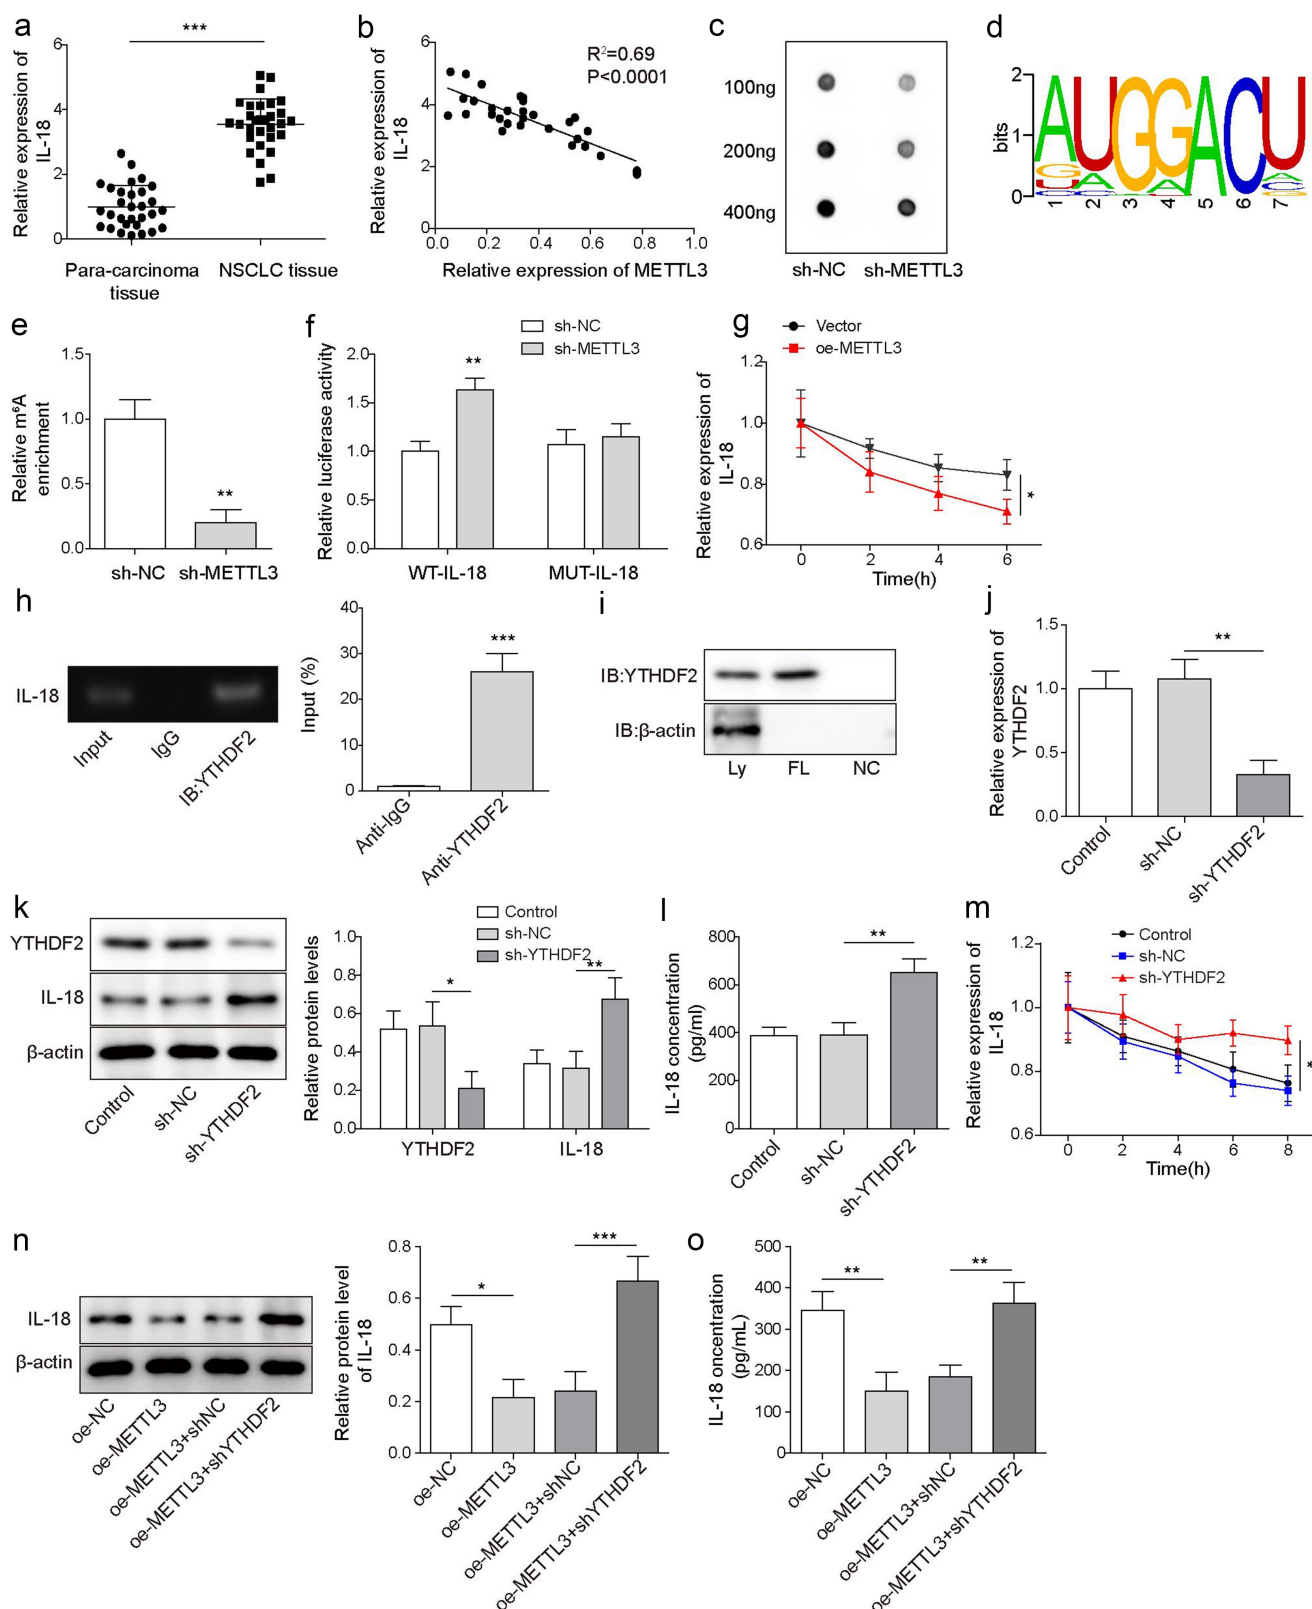 a
***
Relative expression of
IL-18
6
4
2
0
Para-carcinoma
tissue
NSCLC tissue
b
R²=0.69
P<0.0001
Relative expression of
IL-18
6
4
2
0
0.0 0.2 0.4 0.6 0.8 1.0
Relative expression of METTL3
c
100ng
200ng
400ng
sh-NC sh-METTL3
d
bits
2
1
0
AUGGACU
1 2 3 4 5 6 7
e
Relative m⁶A
enrichment
1.5
1.0
0.5
0.0
**
sh-NC sh-METTL3
f
sh-NC
sh-METTL3
Relative luciferase activity
2.0
1.5
1.0
0.5
0.0
**
WT-IL-18 MUT-IL-18
g
Vector
oe-METTL3
Relative expression of
IL-18
1.2
1.0
0.8
0.6
*
0 2 4 6
Time(h)
h
IL-18
Input
IgG
IB:YTHDF2
Input (%)
40
30
20
10
0
***
Anti-IgG
Anti-YTHDF2
i
IB:YTHDF2
IB:β-actin
Ly FL NC
j
Relative expression of
YTHDF2
1.5
1.0
0.5
0.0
**
Control
sh-NC
sh-YTHDF2
k
YTHDF2
IL-18
β-actin
Control
sh-NC
sh-YTHDF2
Control
sh-NC
sh-YTHDF2
Relative protein levels
1.0
0.8
0.6
0.4
0.2
0.0
*
**
YTHDF2 IL-18
l
IL-18 concentration
(pg/ml)
800
600
400
200
0
**
Control
sh-NC
sh-YTHDF2
m
Control
sh-NC
sh-YTHDF2
Relative expression of
IL-18
1.2
1.0
0.8
0.6
*
0 2 4 6 8
Time(h)
n
IL-18
β-actin
oe-NC
oe-METTL3
oe-METTL3+shNC
oe-METTL3+shYTHDF2
Relative protein level
of IL-18
0.8
0.6
0.4
0.2
0.0
*
***
oe-NC
oe-METTL3
oe-METTL3+shNC
oe-METTL3+shYTHDF2
o
IL-18 oncentration
(pg/mL)
500
400
300
200
100
0
**
**
oe-NC
oe-METTL3
oe-METTL3+shNC
oe-METTL3+shYTHDF2